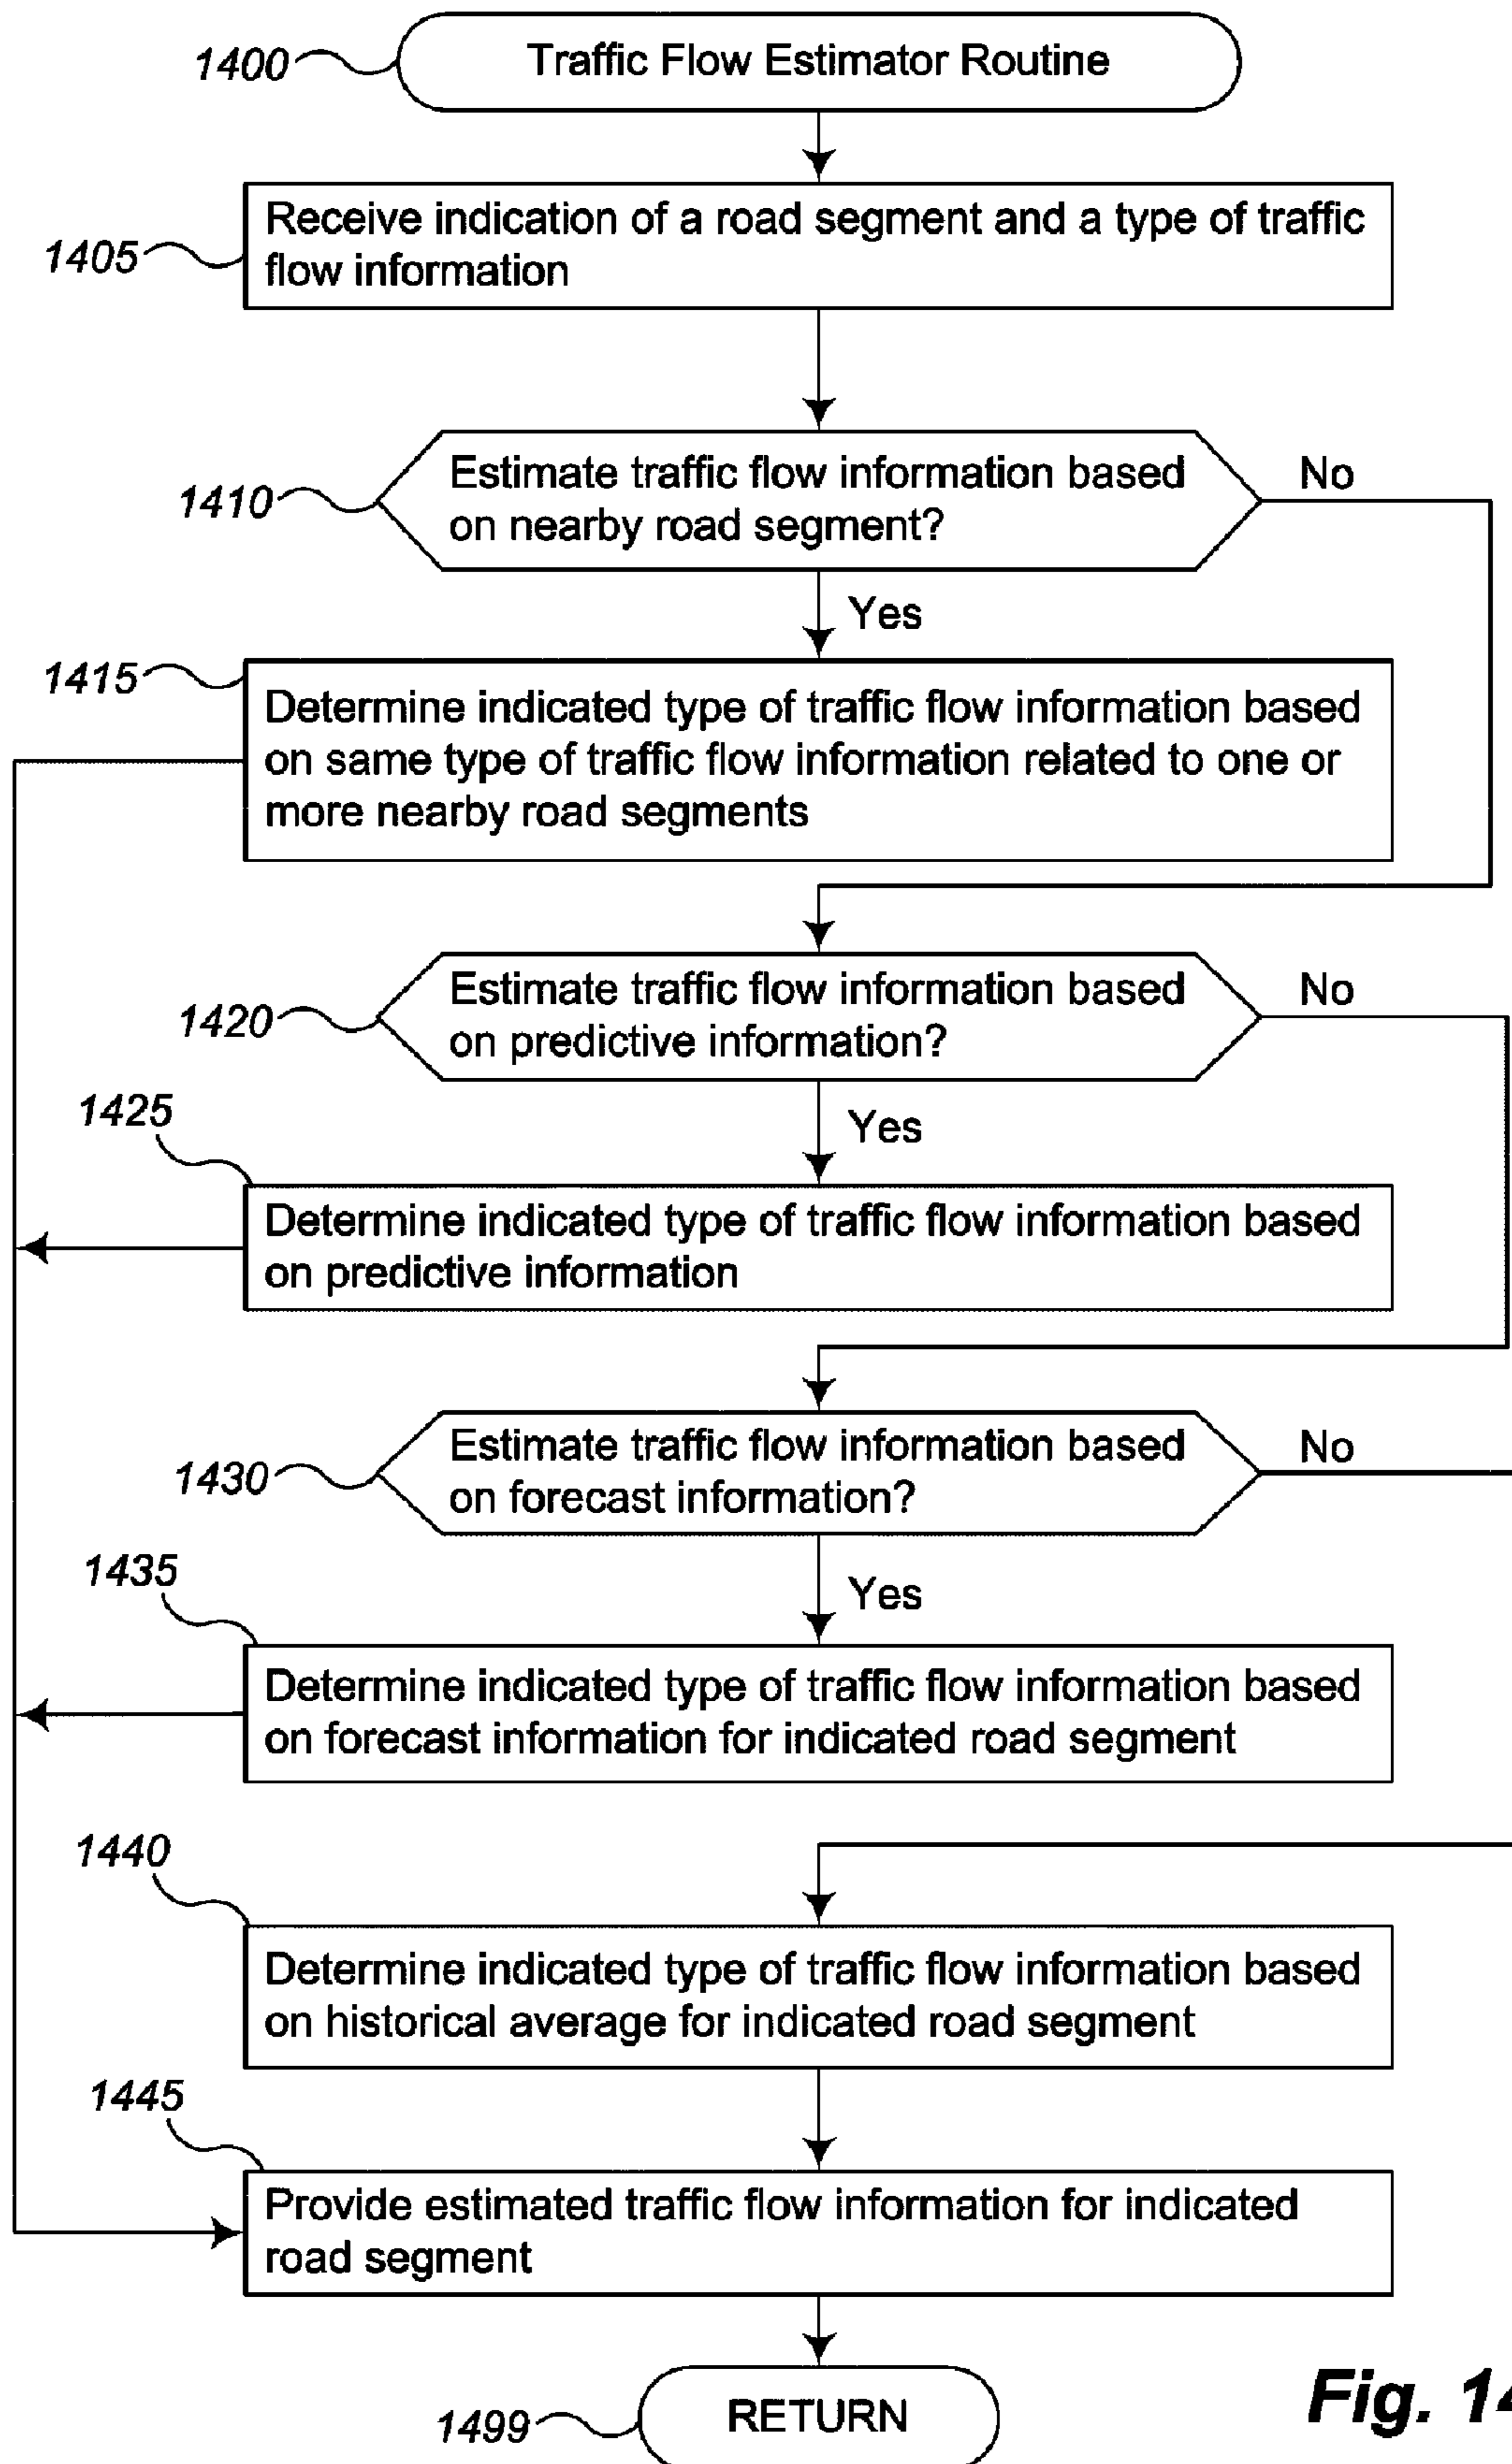 1400
Traffic Flow Estimator Routine
1405
Receive indication of a road segment and a type of traffic
flow information
1410
Estimate traffic flow information based
on nearby road segment?
No
Yes
1415
Determine indicated type of traffic flow information based
on same type of traffic flow information related to one or
more nearby road segments
1420
Estimate traffic flow information based
on predictive information?
No
Yes
1425
Determine indicated type of traffic flow information based
on predictive information
1430
Estimate traffic flow information based
on forecast information?
No
Yes
1435
Determine indicated type of traffic flow information based
on forecast information for indicated road segment
1440
Determine indicated type of traffic flow information based
on historical average for indicated road segment
1445
Provide estimated traffic flow information for indicated
road segment
1499
RETURN
Fig. 14